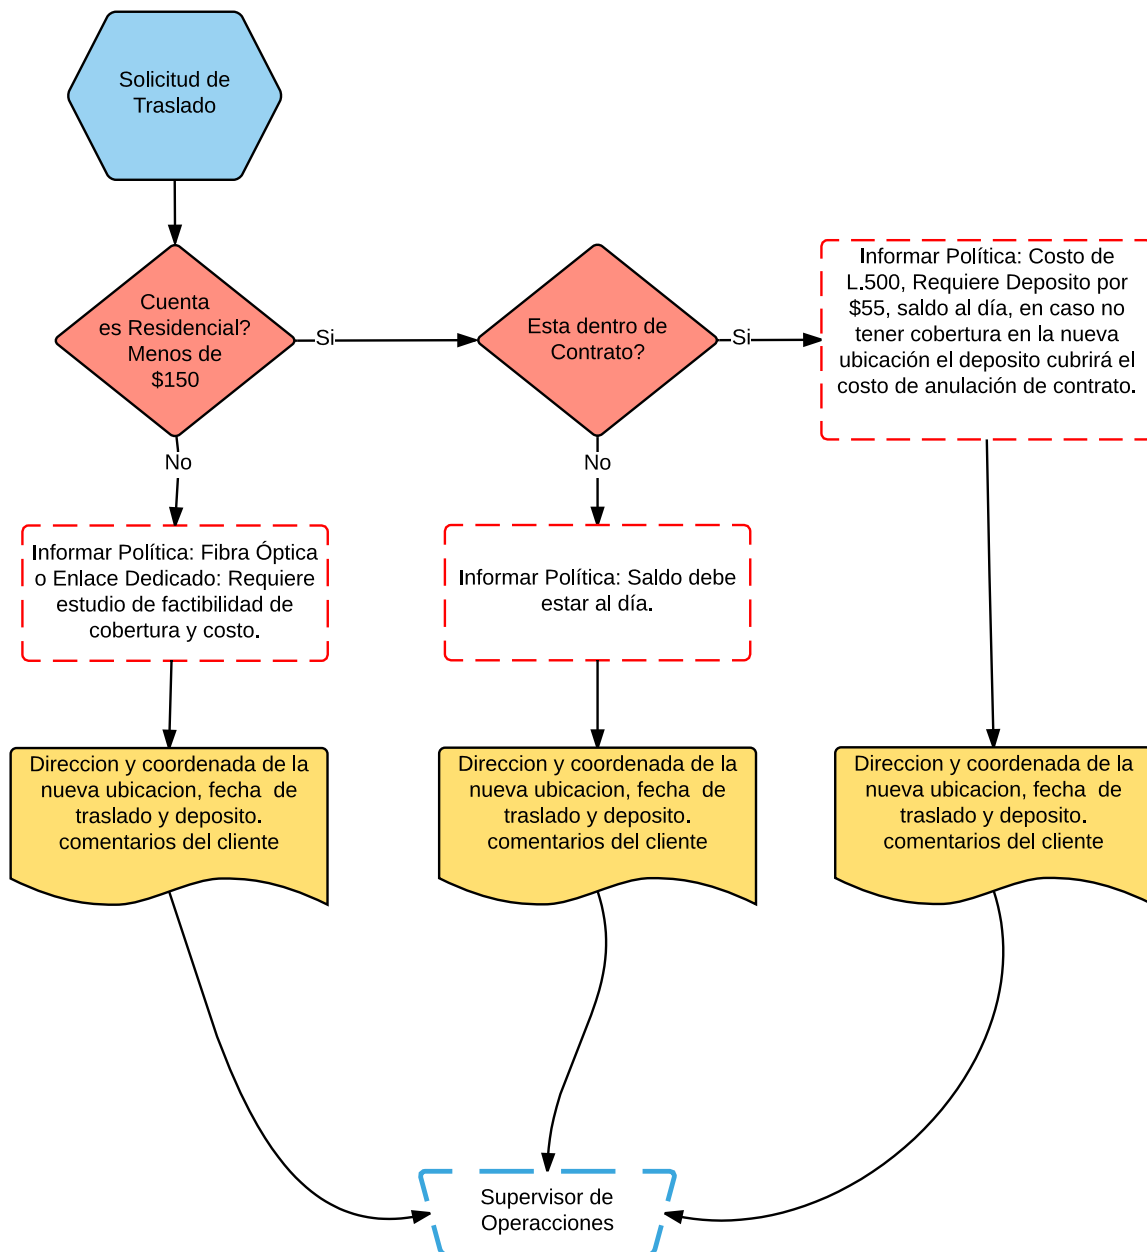 Solicitud de
Traslado
Cuenta
es Residencial?
Menos de
$150
Si
Esta dentro de
Contrato?
Si
Informar Política: Costo de
L.500, Requiere Deposito por
$55, saldo al día, en caso no
tener cobertura en la nueva
ubicación el deposito cubrirá el
costo de anulación de contrato.
No
No
Informar Política: Fibra Óptica
o Enlace Dedicado: Requiere
estudio de factibilidad de
cobertura y costo.
Informar Política: Saldo debe
estar al día.
Direccion y coordenada de la
nueva ubicacion, fecha  de
traslado y deposito.
comentarios del cliente
Direccion y coordenada de la
nueva ubicacion, fecha  de
traslado y deposito.
comentarios del cliente
Direccion y coordenada de la
nueva ubicacion, fecha  de
traslado y deposito.
comentarios del cliente
Supervisor de
Operacciones